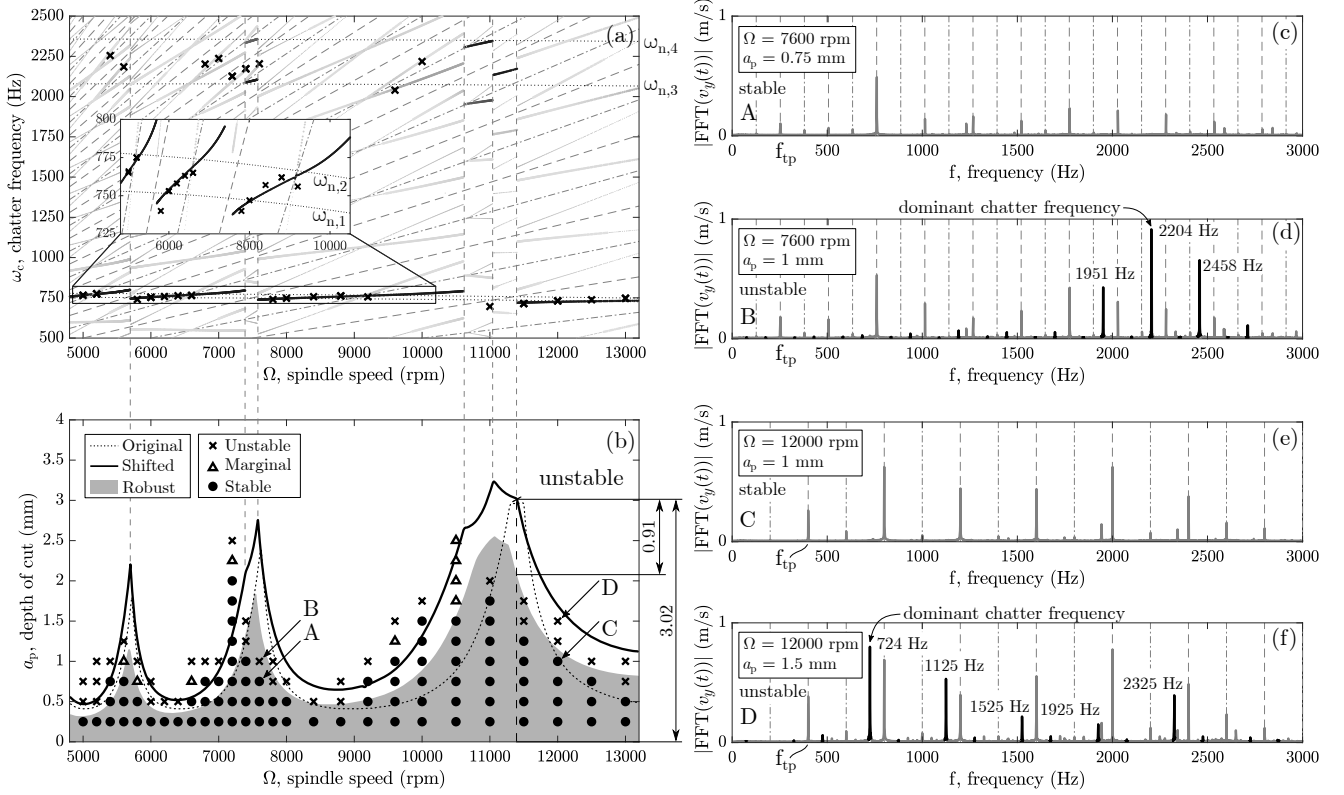 (a)
ω_c, chatter frequency (Hz)
2500
2250
2000
1750
1500
1250
1000
750
500
ω_n,4
ω_n,3
800
775
750
725
ω_n,2
ω_n,1
6000 8000 10000
5000 6000 7000 8000 9000 10000 11000 12000 13000
Ω, spindle speed (rpm)
(b)
a_p, depth of cut (mm)
4
3.5
3
2.5
2
1.5
1
0.5
0
Original
Shifted
Robust
Unstable
Marginal
Stable
unstable
0.91
3.02
B
A
D
C
5000 6000 7000 8000 9000 10000 11000 12000 13000
Ω, spindle speed (rpm)
(c)
|FFT(v_y(t))| (m/s)
1
0
Ω = 7600 rpm
a_p = 0.75 mm
stable
A
0 500 1000 1500 2000 2500 3000
f_tp
f, frequency (Hz)
(d)
dominant chatter frequency
|FFT(v_y(t))| (m/s)
1
0
Ω = 7600 rpm
a_p = 1 mm
unstable
B
1951 Hz
2204 Hz
2458 Hz
0 500 1000 1500 2000 2500 3000
f_tp
f, frequency (Hz)
(e)
|FFT(v_y(t))| (m/s)
1
0
Ω = 12000 rpm
a_p = 1 mm
stable
C
0 500 1000 1500 2000 2500 3000
f_tp
f, frequency (Hz)
(f)
dominant chatter frequency
|FFT(v_y(t))| (m/s)
1
0
Ω = 12000 rpm
a_p = 1.5 mm
unstable
D
724 Hz
1125 Hz
1525 Hz
1925 Hz
2325 Hz
0 500 1000 1500 2000 2500 3000
f_tp
f, frequency (Hz)